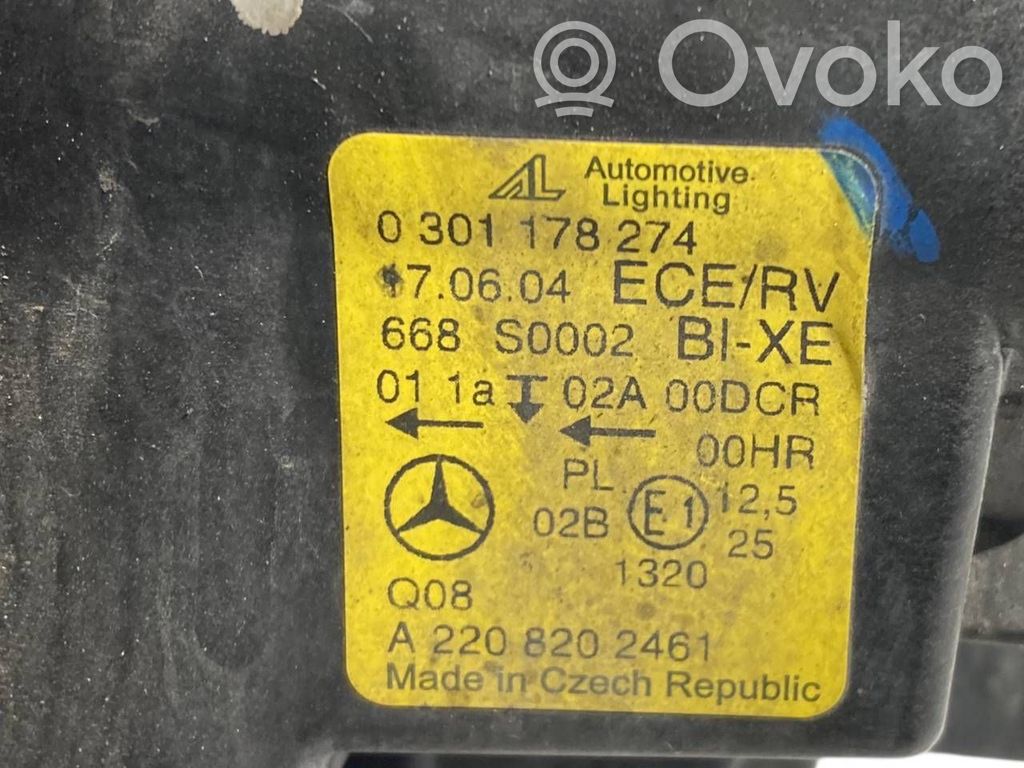 Ovoko
AL Automotive
Lighting
0 301 178 274
17.06.04 ECE/RV
668 S0002 BI-XE
01 1a 02A 00DCR
00HR
PL 12,5
02B E1 25
1320
Q08
A 220 820 2461
Made in Czech Republic